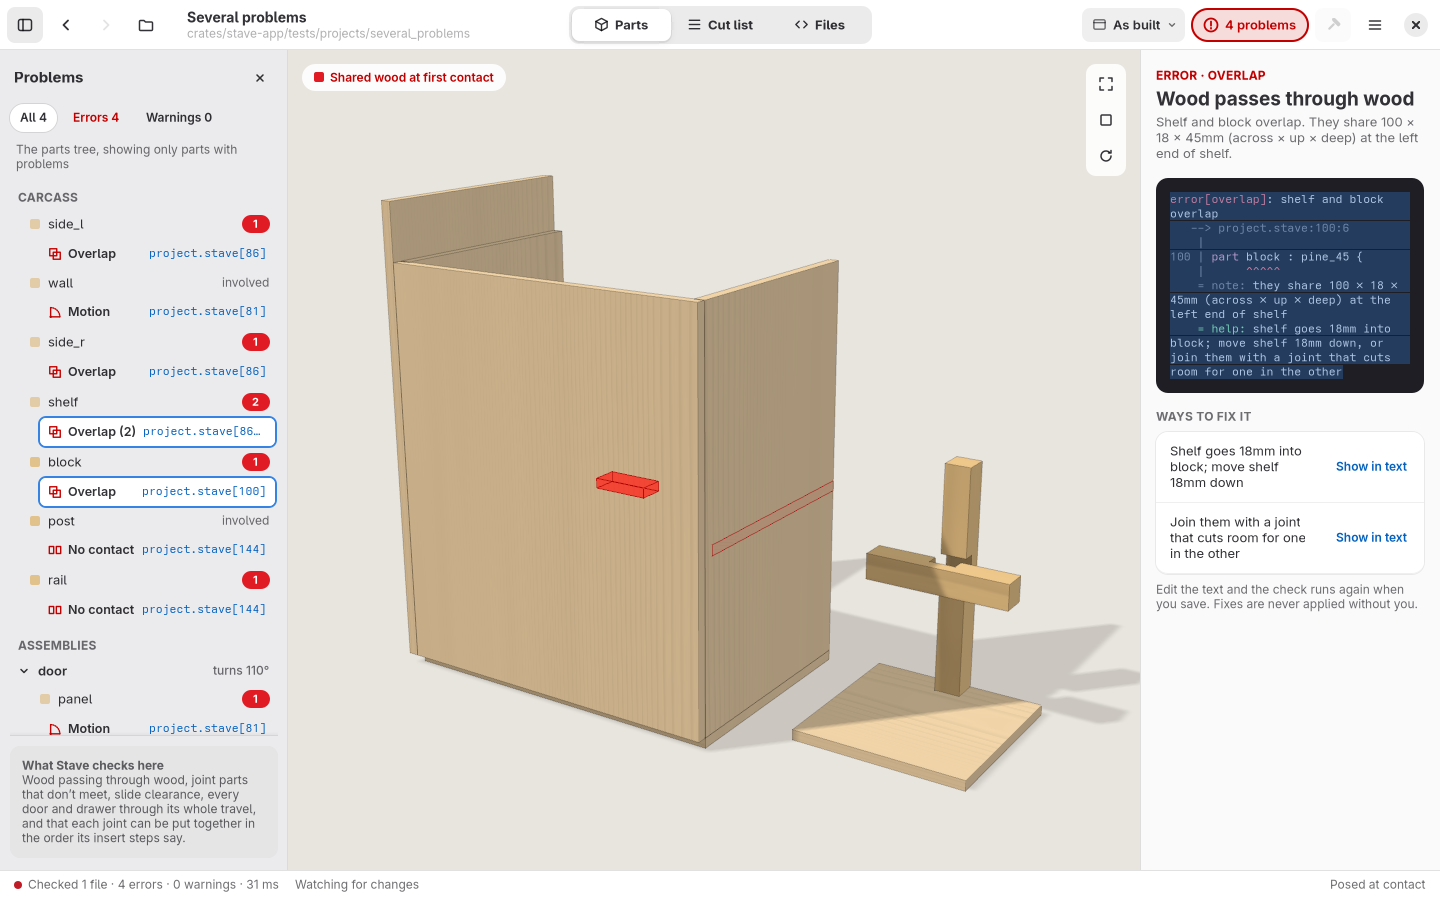 Several problems
crates/stave-app/tests/projects/several_problems
Parts
Cut list
Files
As built
4 problems
Problems
All 4
Errors 4
Warnings 0
The parts tree, showing only parts with
problems
CARCASS
side_l
1
Overlap
project.stave[86]
wall
involved
Motion
project.stave[81]
side_r
1
Overlap
project.stave[86]
shelf
2
Overlap (2)
project.stave[86…
block
1
Overlap
project.stave[100]
post
involved
No contact
project.stave[144]
rail
1
No contact
project.stave[144]
ASSEMBLIES
door
turns 110°
panel
1
Motion
project.stave[81]
What Stave checks here
Wood passing through wood, joint parts
that don't meet, slide clearance, every
door and drawer through its whole travel,
and that each joint can be put together in
the order its insert steps say.
Shared wood at first contact
ERROR · OVERLAP
Wood passes through wood
Shelf and block overlap. They share 100 ×
18 × 45mm (across × up × deep) at the left
end of shelf.
error[overlap]: shelf and block
overlap
--> project.stave:100:6
|
100 | part block : pine_45 {
| ^^^^^
= note: they share 100 × 18 ×
45mm (across × up × deep) at the
left end of shelf
= help: shelf goes 18mm into
block; move shelf 18mm down, or
join them with a joint that cuts
room for one in the other
WAYS TO FIX IT
Shelf goes 18mm into
block; move shelf
18mm down
Show in text
Join them with a joint
that cuts room for one
in the other
Show in text
Edit the text and the check runs again when
you save. Fixes are never applied without you.
Checked 1 file · 4 errors · 0 warnings · 31 ms
Watching for changes
Posed at contact